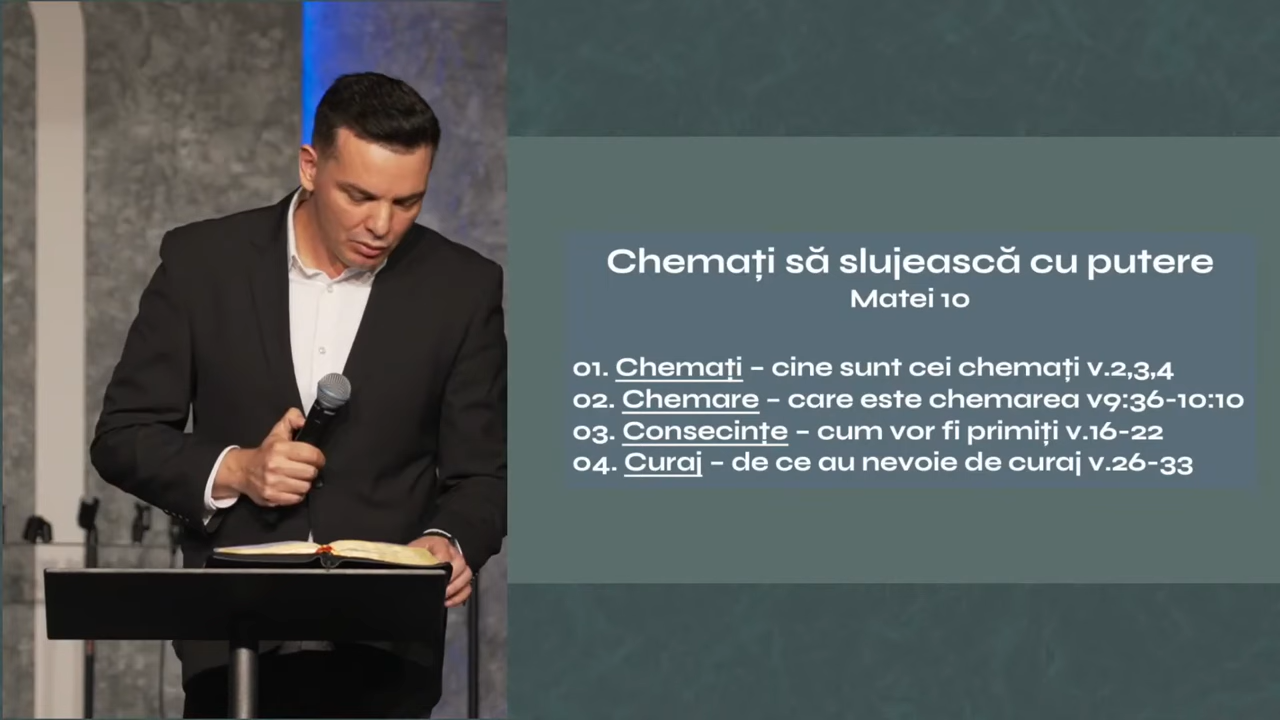 Chemați să slujească cu putere
Matei 10
01. Chemați – cine sunt cei chemați v.2,3,4
02. Chemare – care este chemarea v9:36-10:10
03. Consecințe – cum vor fi primiți v.16-22
04. Curaj – de ce au nevoie de curaj v.26-33